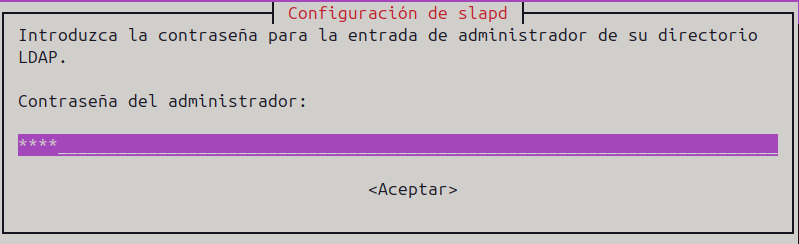 Configuración de slapd
Introduzca la contraseña para la entrada de administrador de su directorio
LDAP.
Contraseña del administrador:
****
<Aceptar>